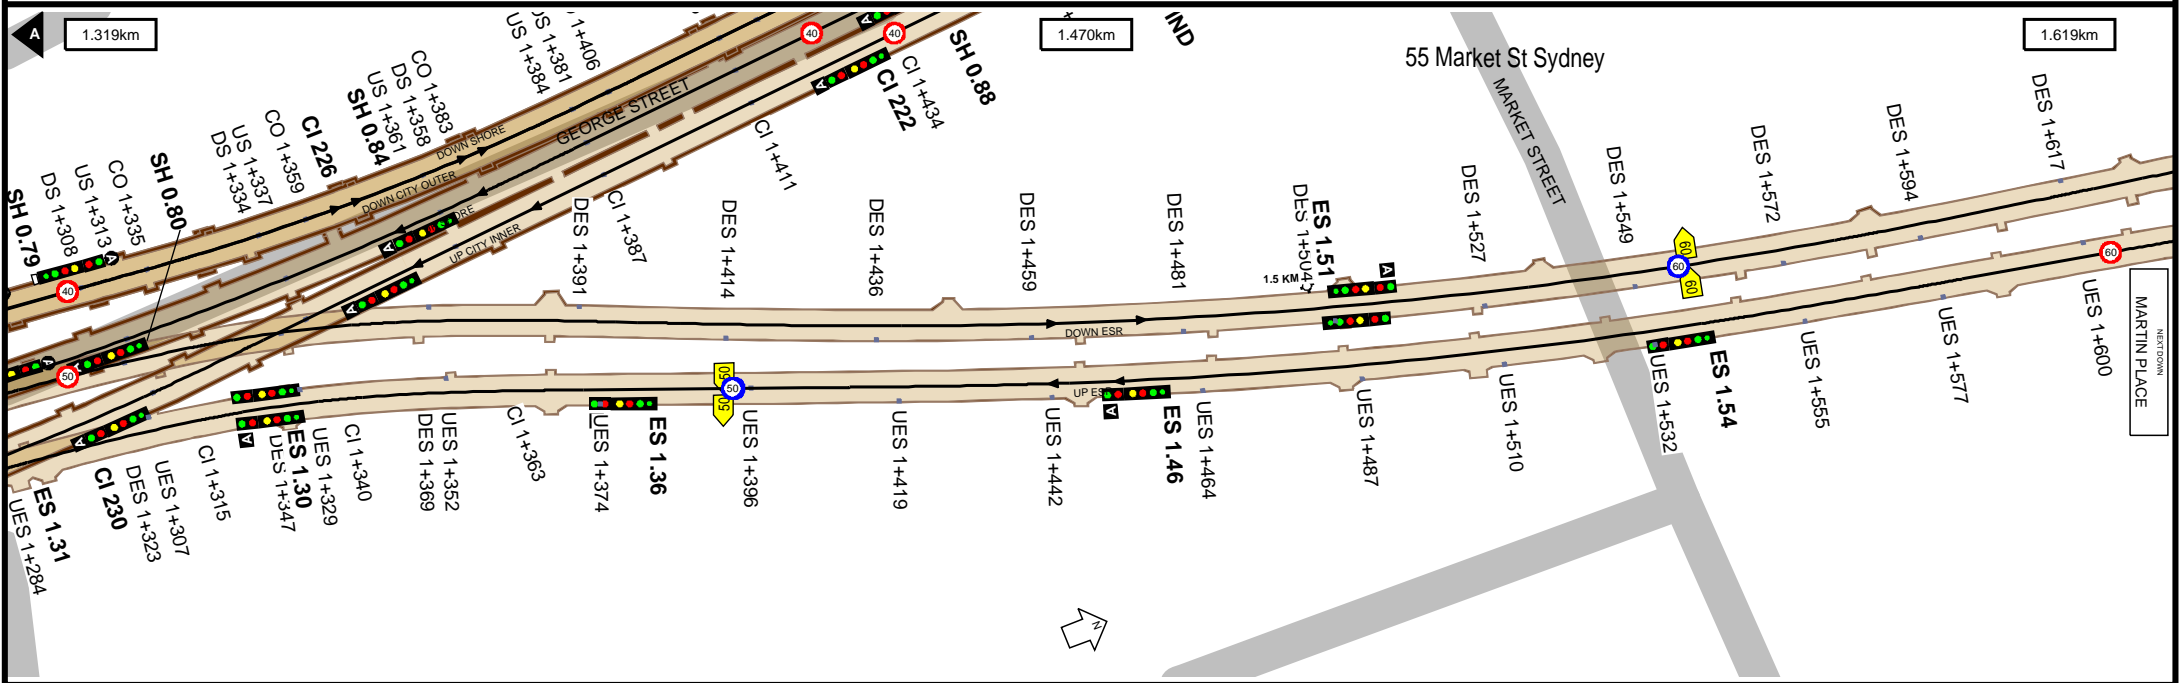 A
1.319km
1.470km
1.619km
IND
55 Market St Sydney
MARKET STREET
GEORGE STREET
US 1+384
DS 1+381
1+406
40
40
A
A
CI 222
CI 1+434
SH 0.88
CO 1+383
DS 1+358
US 1+361
SH 0.84
CI 226
CO 1+359
US 1+337
DS 1+334
SH 0.80
CO 1+335
US 1+313
DS 1+308
SH 0.79
A
40
DOWN SHORE
DOWN CITY OUTER
ORE
UP CITY INNER
A
A
A
50
A
CI 1+411
CI 1+387
DES 1+391
DES 1+414
DES 1+436
DES 1+459
DES 1+481
DES 1+504
ES 1.51
1.5 KM
A
DES 1+527
DES 1+549
DES 1+572
DES 1+594
DES 1+617
60
60
60
60
DOWN ESR
UP ES
50
50
50
A
A
ES 1.31
UES 1+284
CI 230
DES 1+323
UES 1+307
CI 1+315
DES 1+347
ES 1.30
UES 1+329
CI 1+340
DES 1+369
UES 1+352
CI 1+363
UES 1+374
ES 1.36
UES 1+396
UES 1+419
UES 1+442
ES 1.46
UES 1+464
UES 1+487
UES 1+510
UES 1+532
ES 1.54
UES 1+555
UES 1+577
UES 1+600
NEXT DOWN
MARTIN PLACE
N